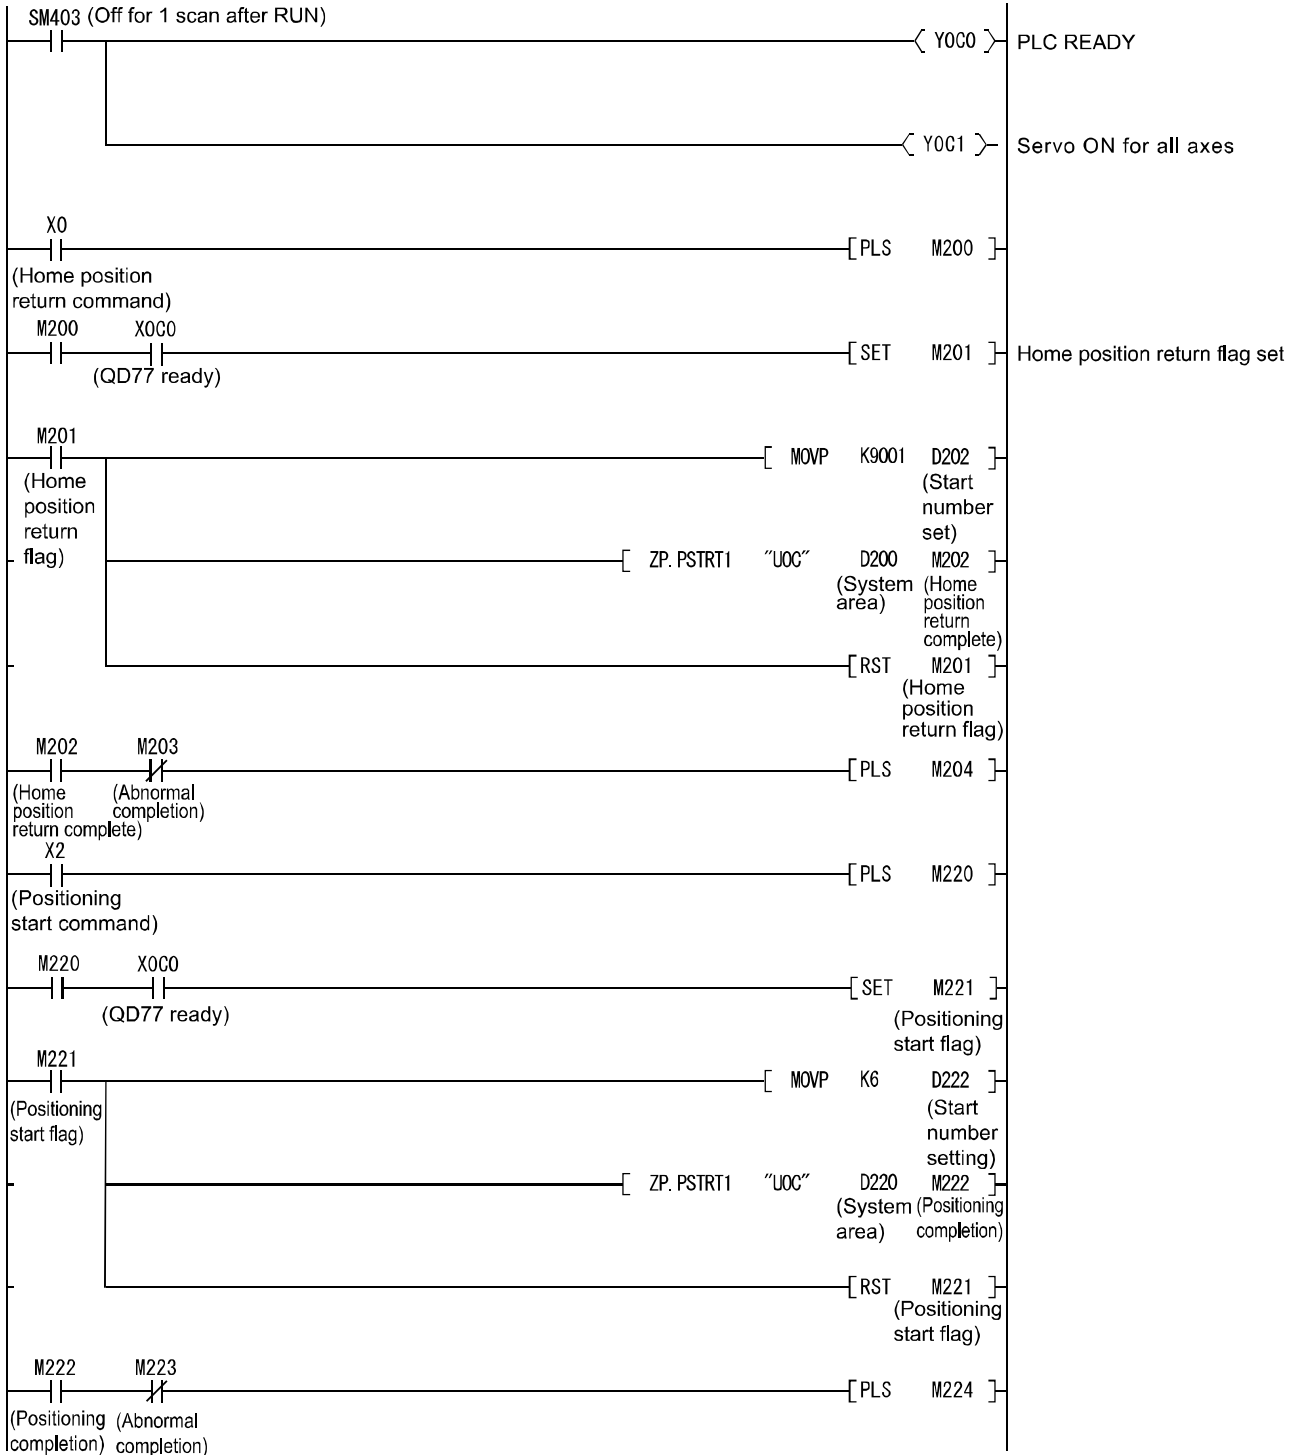 SM403 (Off for 1 scan after RUN)
Y0C0 PLC READY
Y0C1 Servo ON for all axes
X0
[PLS M200]
(Home position
return command)
M200 X0C0
[SET M201] Home position return flag set
(QD77 ready)
M201
[MOVP K9001 D202]
(Home
position
return
flag)
(Start
number
set)
[ZP.PSTRT1 "U0C" D200 M202]
(System
area)
(Home
position
return
complete)
[RST M201]
(Home
position
return flag)
M202 M203
[PLS M204]
(Home
position
return complete)
(Abnormal
completion)
X2
[PLS M220]
(Positioning
start command)
M220 X0C0
[SET M221]
(QD77 ready)
(Positioning
start flag)
M221
[MOVP K6 D222]
(Positioning
start flag)
(Start
number
setting)
[ZP.PSTRT1 "U0C" D220 M222]
(System
area)
(Positioning
completion)
[RST M221]
(Positioning
start flag)
M222 M223
[PLS M224]
(Positioning
completion)
(Abnormal
completion)